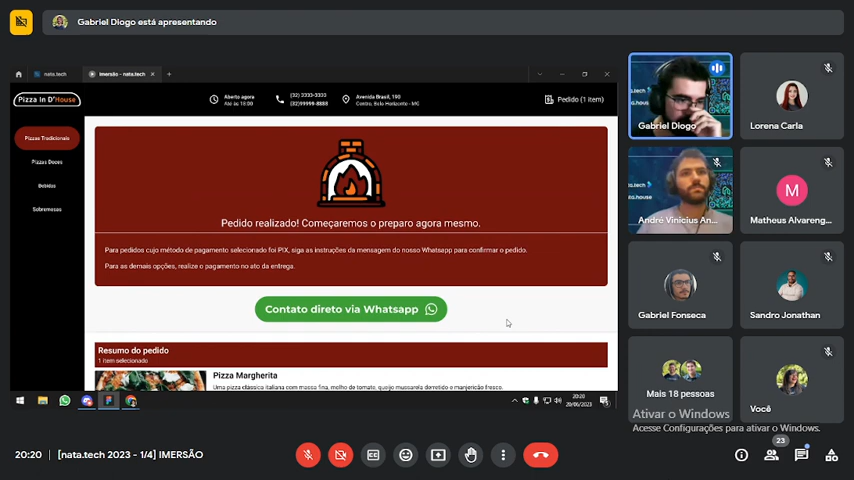 Gabriel Diogo está apresentando
nata.tech
imersão - nata.tech
Pizza In D'House
Aberto agora
Até às 18:00
(32) 3333-3333
(32)99999-8888
Avenida Brasil, 190
Centro, Belo Horizonte - MG
Pedido (1 item)
Pizzas Tradicionais
Pizzas Doces
Bebidas
Sobremesas
Pedido realizado! Começaremos o preparo agora mesmo.
Para pedidos cujo método de pagamento selecionado foi PIX, siga as instruções da mensagem do nosso Whatsapp para confirmar o pedido.
Para as demais opções, realize o pagamento no ato da entrega.
Contato direto via Whatsapp
Resumo do pedido
1 item selecionado
Pizza Margherita
Uma pizza clássica italiana com massa fina, molho de tomate, queijo mussarela derretido e manjericão fresco.
20:20
20/06/2023
Gabriel Diogo
Lorena Carla
André Vinicius An...
M
Matheus Alvareng...
Gabriel Fonseca
Sandro Jonathan
Mais 18 pessoas
Você
Ativar o Windows
Acesse Configurações para ativar o Windows.
20:20
[nata.tech 2023 - 1/4] IMERSÃO
23